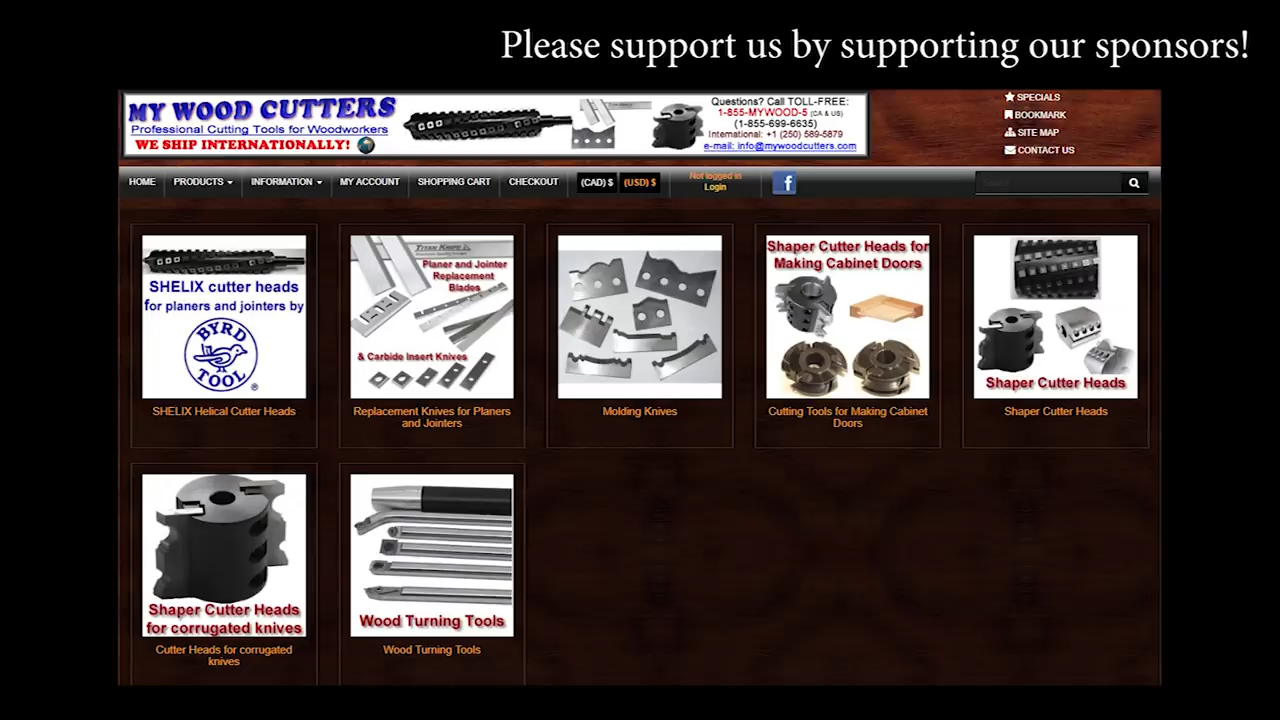 Please support us by supporting our sponsors!
MY WOOD CUTTERS
Professional Cutting Tools for Woodworkers
WE SHIP INTERNATIONALLY!
Questions? Call TOLL-FREE:
1-855-MYWOOD-5 (CA & US)
(1-855-699-6635)
International: +1 (250) 589-5879
e-mail: info@mywoodcutters.com
SPECIALS
BOOKMARK
SITE MAP
CONTACT US
HOME PRODUCTS INFORMATION MY ACCOUNT SHOPPING CART CHECKOUT (CAD) $ (USD) $
Not logged in
Login
f
SHELIX cutter heads
for planers and jointers by
BYRD
TOOL
®
SHELIX Helical Cutter Heads
TITAN KNIFE
Planer and Jointer
Replacement
Blades
& Carbide Insert Knives
Replacement Knives for Planers
and Jointers
Molding Knives
Shaper Cutter Heads for
Making Cabinet Doors
Cutting Tools for Making Cabinet
Doors
Shaper Cutter Heads
Shaper Cutter Heads
Shaper Cutter Heads
for corrugated knives
Cutter Heads for corrugated
knives
Wood Turning Tools
Wood Turning Tools